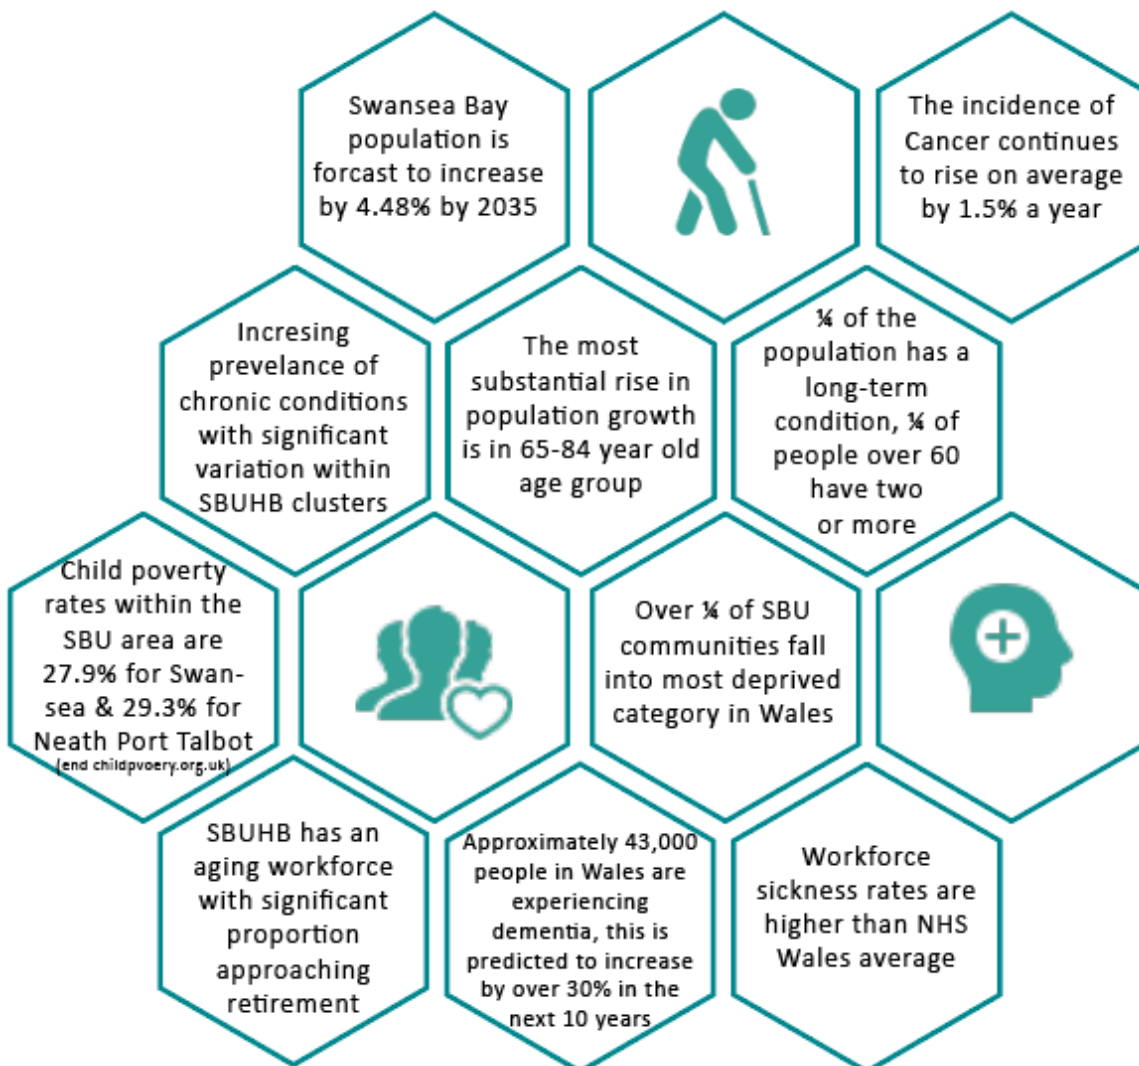 Swansea Bay
population is
forcast to increase
by 4.48% by 2035
The incidence of
Cancer continues
to rise on average
by 1.5% a year
Incresing
prevelance of
chronic conditions
with significant
variation within
SBUHB clusters
The most
substantial rise in
population growth
is in 65-84 year old
age group
¼ of the
population has a
long-term
condition, ¼ of
people over 60
have two
or more
Child poverty
rates within the
SBU area are
27.9% for Swan-
sea & 29.3% for
Neath Port Talbot
(end childpvoery.org.uk)
Over ¼ of SBU
communities fall
into most deprived
category in Wales
SBUHB has an
aging workforce
with significant
proportion
approaching
retirement
Approximately 43,000
people in Wales are
experiencing
dementia, this is
predicted to increase
by over 30% in the
next 10 years
Workforce
sickness rates are
higher than NHS
Wales average